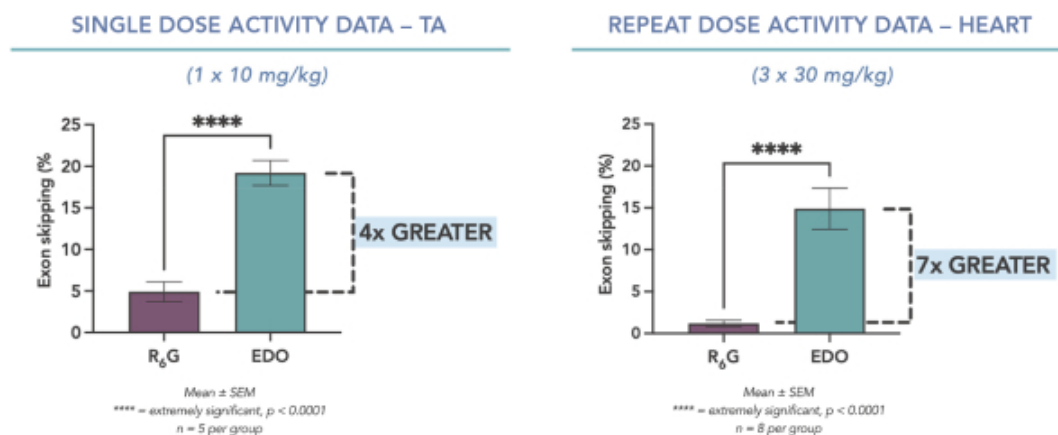 SINGLE DOSE ACTIVITY DATA – TA
(1 x 10 mg/kg)
25
20
15
10
5
0
Exon skipping (%
****
4x GREATER
R₆G
EDO
Mean ± SEM
**** = extremely significant, p < 0.0001
n = 5 per group
REPEAT DOSE ACTIVITY DATA – HEART
(3 x 30 mg/kg)
25
20
15
10
5
0
Exon skipping (%)
****
7x GREATER
R₆G
EDO
Mean ± SEM
**** = extremely significant, p < 0.0001
n = 8 per group